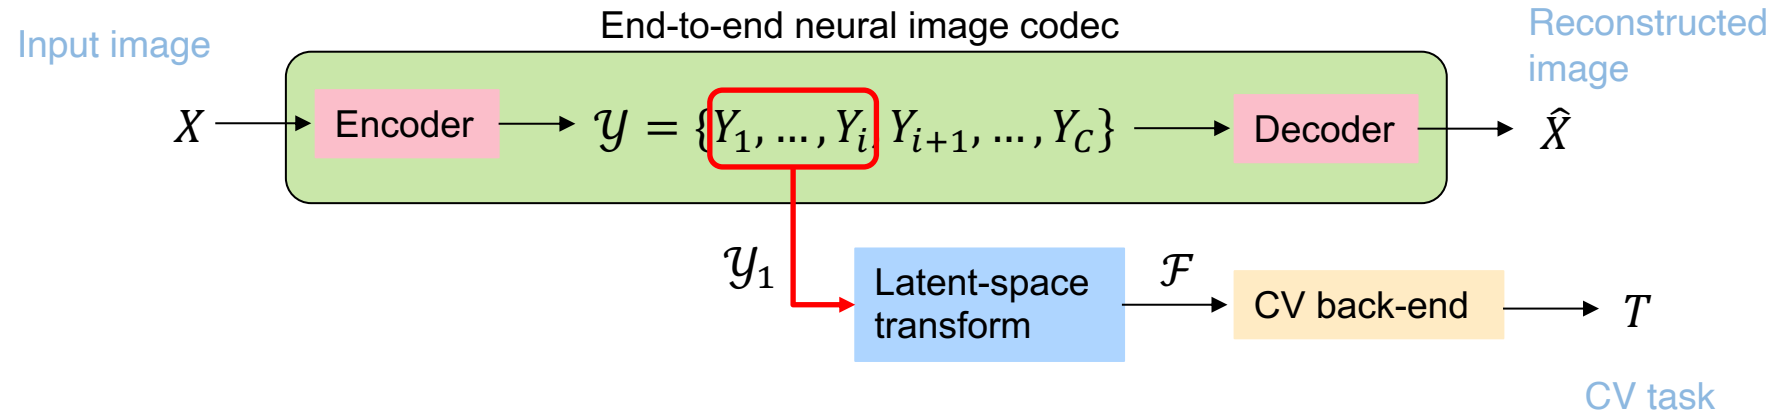 End-to-end neural image codec
Input image
Reconstructed
image
X
Encoder
𝒴 = {Y₁, … , Yᵢ, Yᵢ₊₁, … , Y_C}
Decoder
X̂
𝒴₁
Latent-space
transform
ℱ
CV back-end
T
CV task